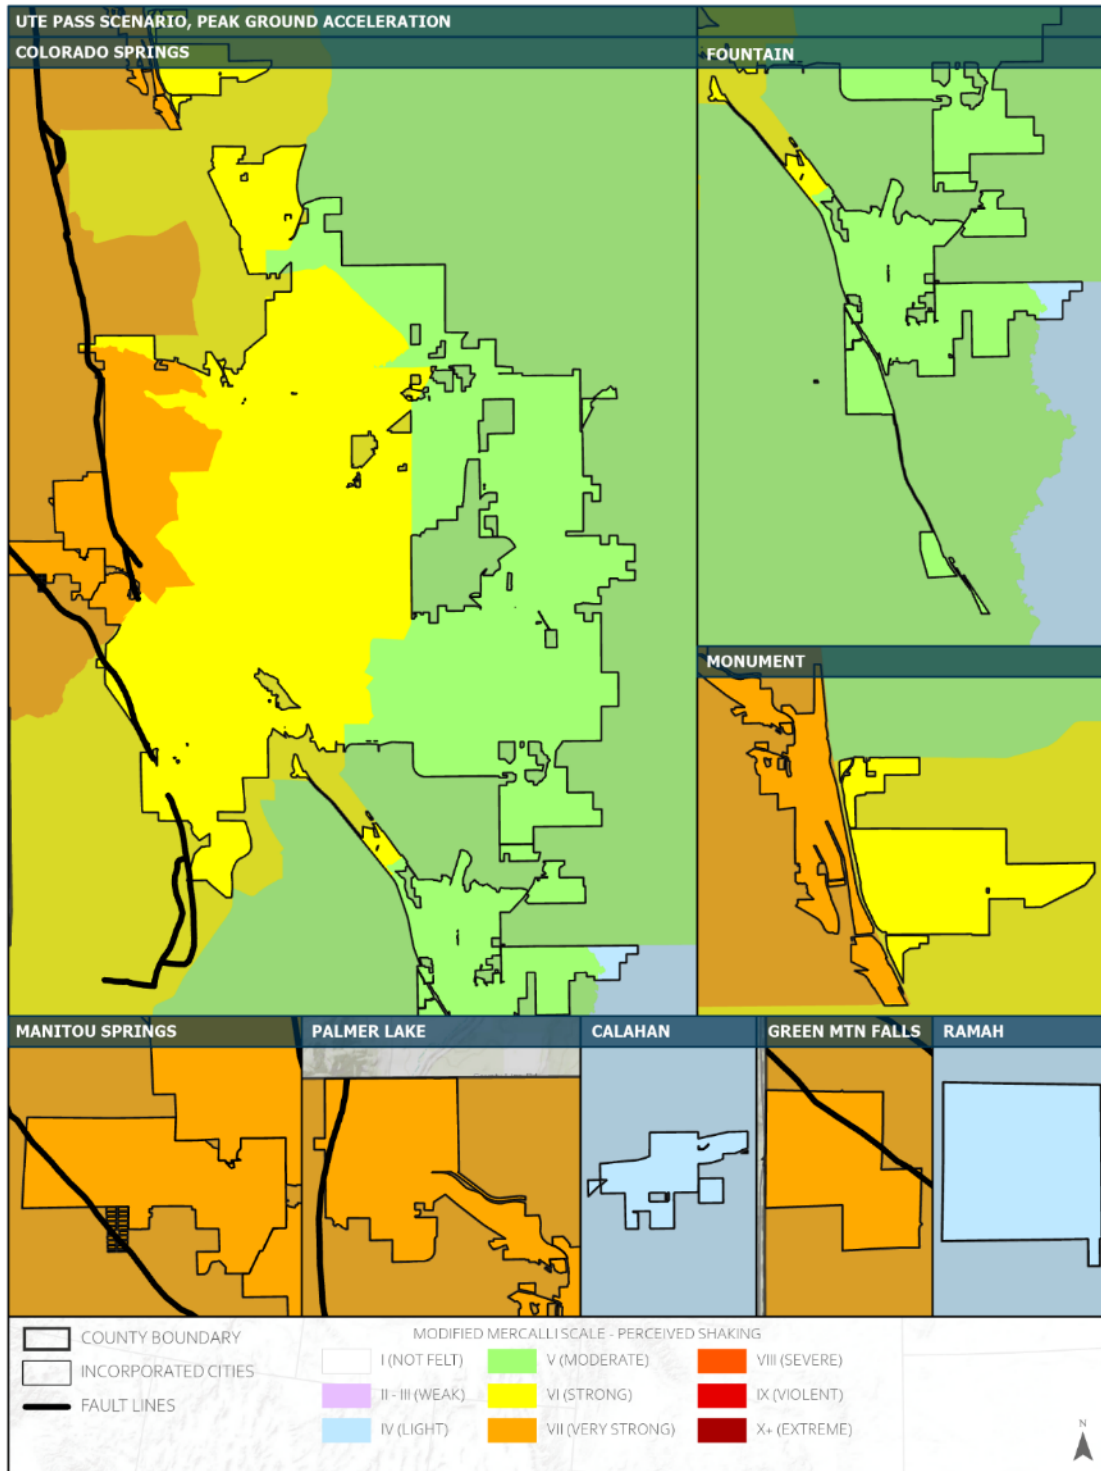 UTE PASS SCENARIO, PEAK GROUND ACCELERATION
COLORADO SPRINGS
FOUNTAIN
MONUMENT
MANITOU SPRINGS
PALMER LAKE
CALAHAN
GREEN MTN FALLS
RAMAH
COUNTY BOUNDARY
INCORPORATED CITIES
FAULT LINES
MODIFIED MERCALLI SCALE - PERCEIVED SHAKING
I (NOT FELT)
II - III (WEAK)
IV (LIGHT)
V (MODERATE)
VI (STRONG)
VII (VERY STRONG)
VIII (SEVERE)
IX (VIOLENT)
X+ (EXTREME)
N